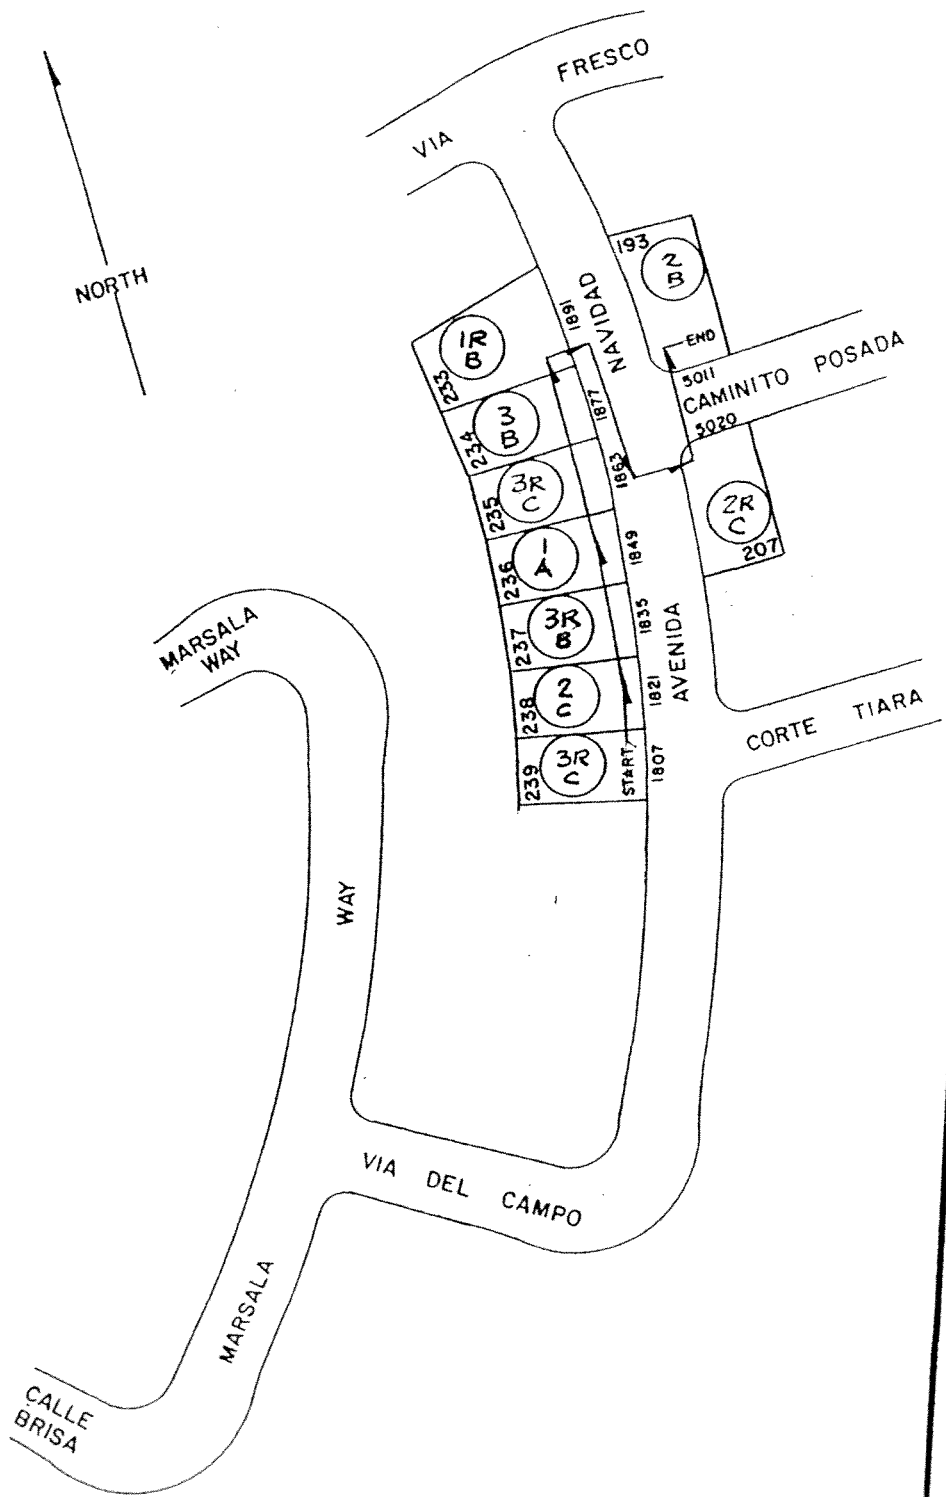 FRESCO
VIA
NORTH
193
2
B
NAVIDAD
1891
END
1R
B
233
5011
CAMINITO POSADA
5020
1877
3
B
234
1863
3R
C
235
2R
C
207
1849
1
A
236
1835
3R
B
237
AVENIDA
MARSALA
WAY
1821
2
C
238
CORTE TIARA
1807
START
3R
C
239
WAY
VIA DEL CAMPO
MARSALA
CALLE
BRISA